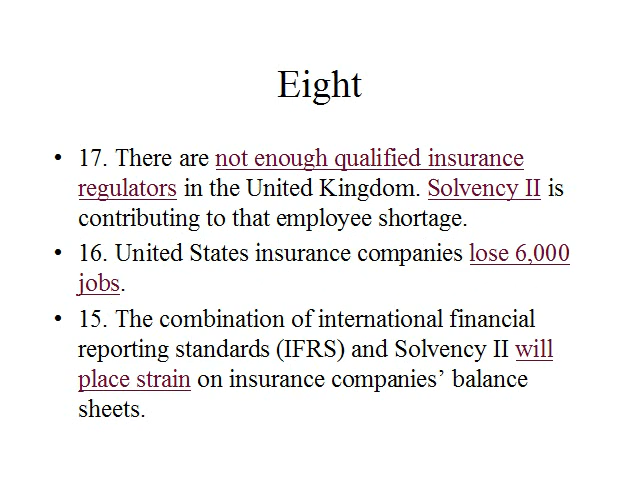 Eight
• 17. There are not enough qualified insurance
regulators in the United Kingdom. Solvency II is
contributing to that employee shortage.
• 16. United States insurance companies lose 6,000
jobs.
• 15. The combination of international financial
reporting standards (IFRS) and Solvency II will
place strain on insurance companies’ balance
sheets.